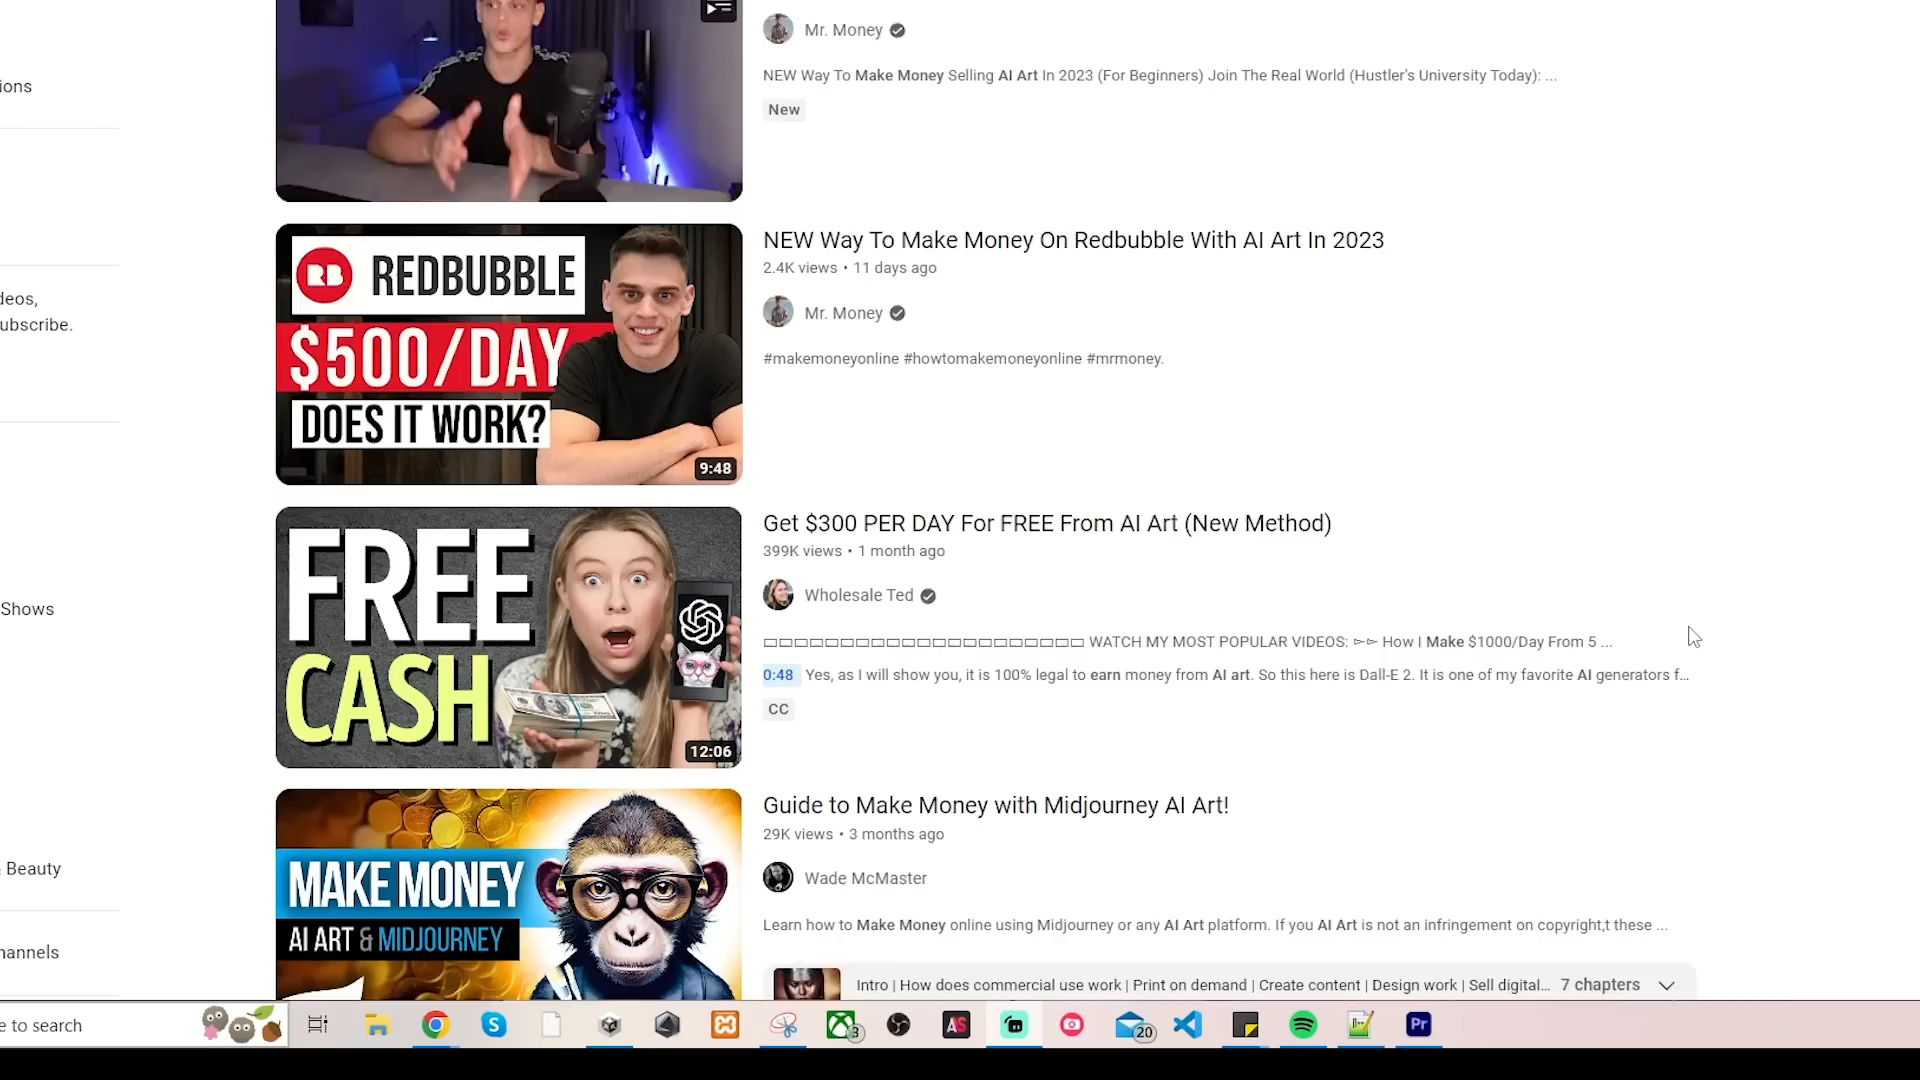 Mr. Money
NEW Way To Make Money Selling AI Art In 2023 (For Beginners) Join The Real World (Hustler's University Today): ...
New
ions
deos,
ubscribe.
Shows
Beauty
hannels
RB REDBUBBLE
$500/DAY
DOES IT WORK?
9:48
NEW Way To Make Money On Redbubble With AI Art In 2023
2.4K views • 11 days ago
Mr. Money
#makemoneyonline #howtomakemoneyonline #mrmoney.
FREE
CASH
12:06
Get $300 PER DAY For FREE From AI Art (New Method)
399K views • 1 month ago
Wholesale Ted
▭▭▭▭▭▭▭▭▭▭▭▭▭▭▭▭▭▭▭▭▭ WATCH MY MOST POPULAR VIDEOS: ▻▻ How I Make $1000/Day From 5 ...
0:48 Yes, as I will show you, it is 100% legal to earn money from AI art. So this here is Dall-E 2. It is one of my favorite AI generators f...
CC
MAKE MONEY
AI ART & MIDJOURNEY
Guide to Make Money with Midjourney AI Art!
29K views • 3 months ago
Wade McMaster
Learn how to Make Money online using Midjourney or any AI Art platform. If you AI Art is not an infringement on copyright,t these ...
Intro | How does commercial use work | Print on demand | Create content | Design work | Sell digital... 7 chapters
e to search
3
AS
20
Pr